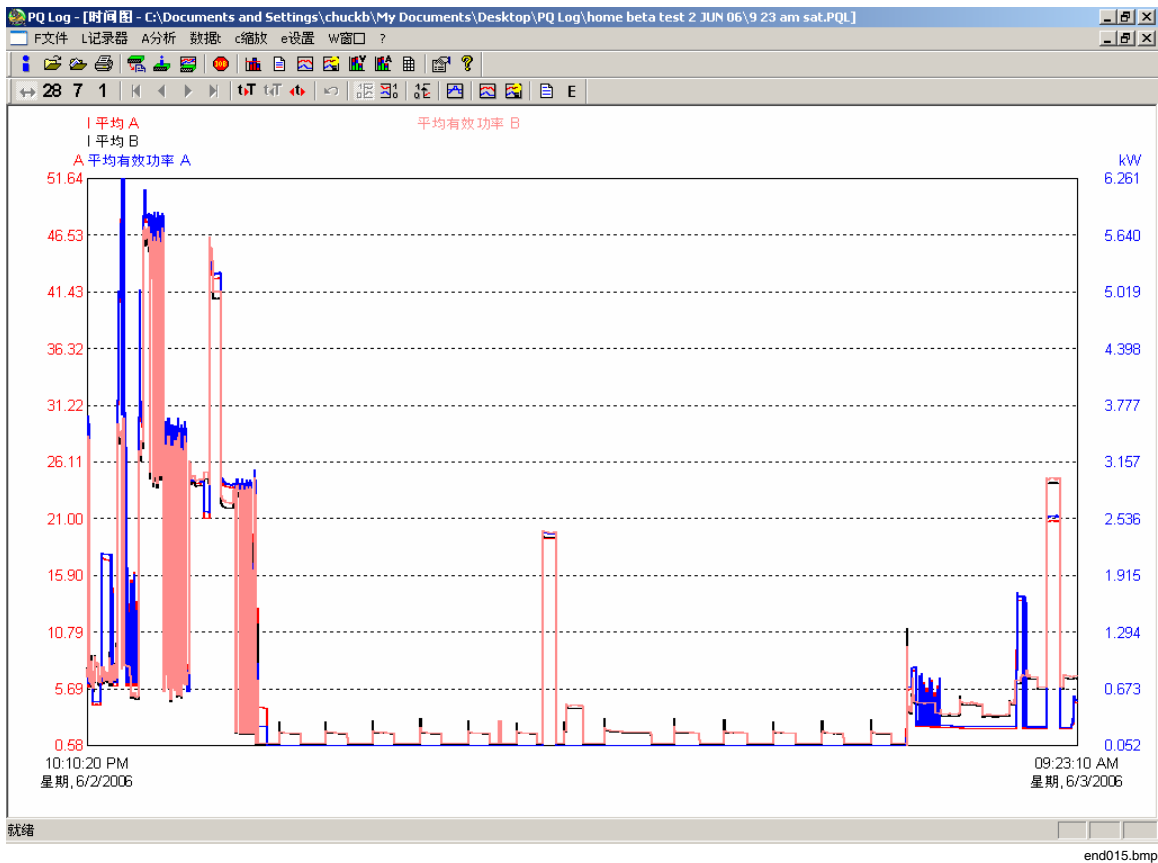 PQ Log - [时间图 - C:\Documents and Settings\chuckb\My Documents\Desktop\PQ Log\home beta test 2 JUN 06\9 23 am sat.PQL]
F文件 L记录器 A分析 数据t c缩放 e设置 W窗口 ?
28 7 1 E
I 平均 A
平均有效功率 B
I 平均 B
A 平均有效功率 A
kW
51.64 6.261
46.53 5.640
41.43 5.019
36.32 4.398
31.22 3.777
26.11 3.157
21.00 2.536
15.90 1.915
10.79 1.294
5.69 0.673
0.58 0.052
10:10:20 PM 09:23:10 AM
星期, 6/2/2006 星期, 6/3/2006
就绪
end015.bmp